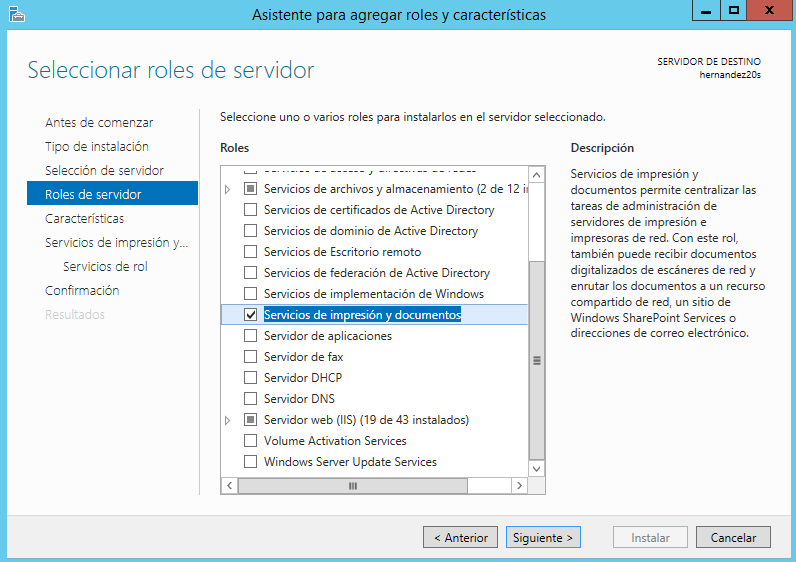 Asistente para agregar roles y características
Seleccionar roles de servidor
SERVIDOR DE DESTINO
hernandez20s
Antes de comenzar
Tipo de instalación
Selección de servidor
Roles de servidor
Características
Servicios de impresión y...
Servicios de rol
Confirmación
Resultados
Seleccione uno o varios roles para instalarlos en el servidor seleccionado.
Roles
Servicios de acceso y directivas de redes
Servicios de archivos y almacenamiento (2 de 12 i
Servicios de certificados de Active Directory
Servicios de dominio de Active Directory
Servicios de Escritorio remoto
Servicios de federación de Active Directory
Servicios de implementación de Windows
Servicios de impresión y documentos
Servidor de aplicaciones
Servidor de fax
Servidor DHCP
Servidor DNS
Servidor web (IIS) (19 de 43 instalados)
Volume Activation Services
Windows Server Update Services
Descripción
Servicios de impresión y
documentos permite centralizar las
tareas de administración de
servidores de impresión e
impresoras de red. Con este rol,
también puede recibir documentos
digitalizados de escáneres de red y
enrutar los documentos a un recurso
compartido de red, un sitio de
Windows SharePoint Services o
direcciones de correo electrónico.
< Anterior
Siguiente >
Instalar
Cancelar